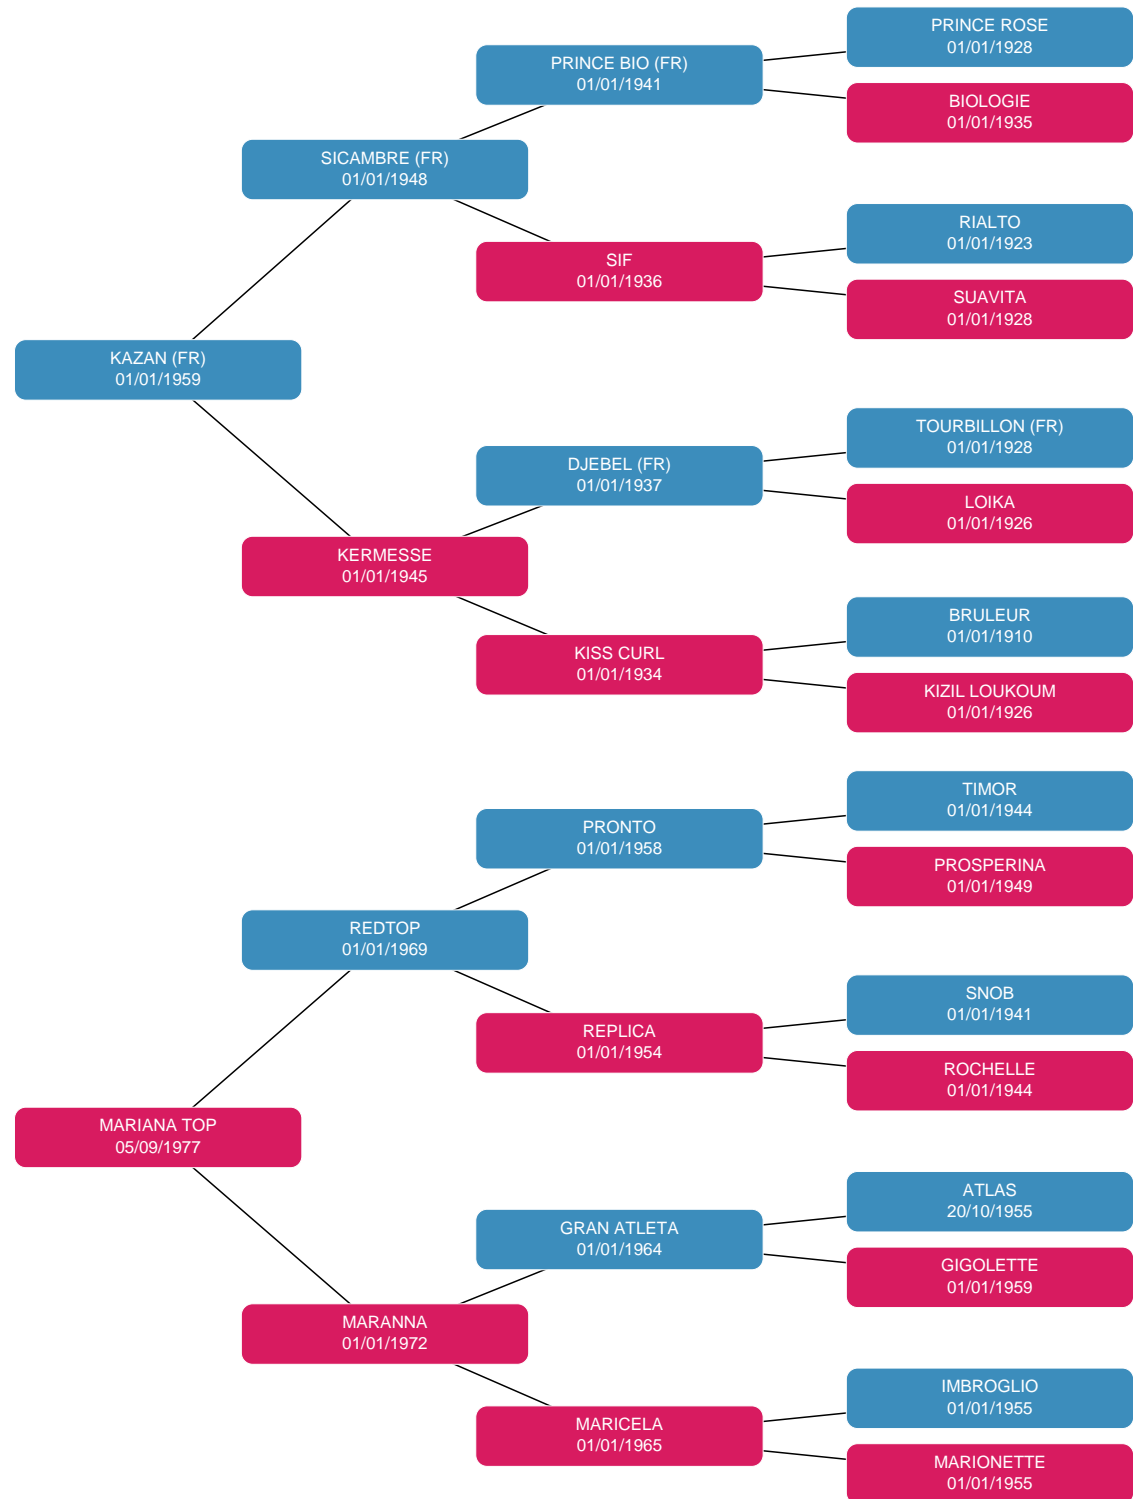 PRINCE ROSE
01/01/1928
PRINCE BIO (FR)
01/01/1941
BIOLOGIE
01/01/1935
SICAMBRE (FR)
01/01/1948
RIALTO
01/01/1923
SIF
01/01/1936
SUAVITA
01/01/1928
KAZAN (FR)
01/01/1959
TOURBILLON (FR)
01/01/1928
DJEBEL (FR)
01/01/1937
LOIKA
01/01/1926
KERMESSE
01/01/1945
BRULEUR
01/01/1910
KISS CURL
01/01/1934
KIZIL LOUKOUM
01/01/1926
TIMOR
01/01/1944
PRONTO
01/01/1958
PROSPERINA
01/01/1949
REDTOP
01/01/1969
SNOB
01/01/1941
REPLICA
01/01/1954
ROCHELLE
01/01/1944
MARIANA TOP
05/09/1977
ATLAS
20/10/1955
GRAN ATLETA
01/01/1964
GIGOLETTE
01/01/1959
MARANNA
01/01/1972
IMBROGLIO
01/01/1955
MARICELA
01/01/1965
MARIONETTE
01/01/1955